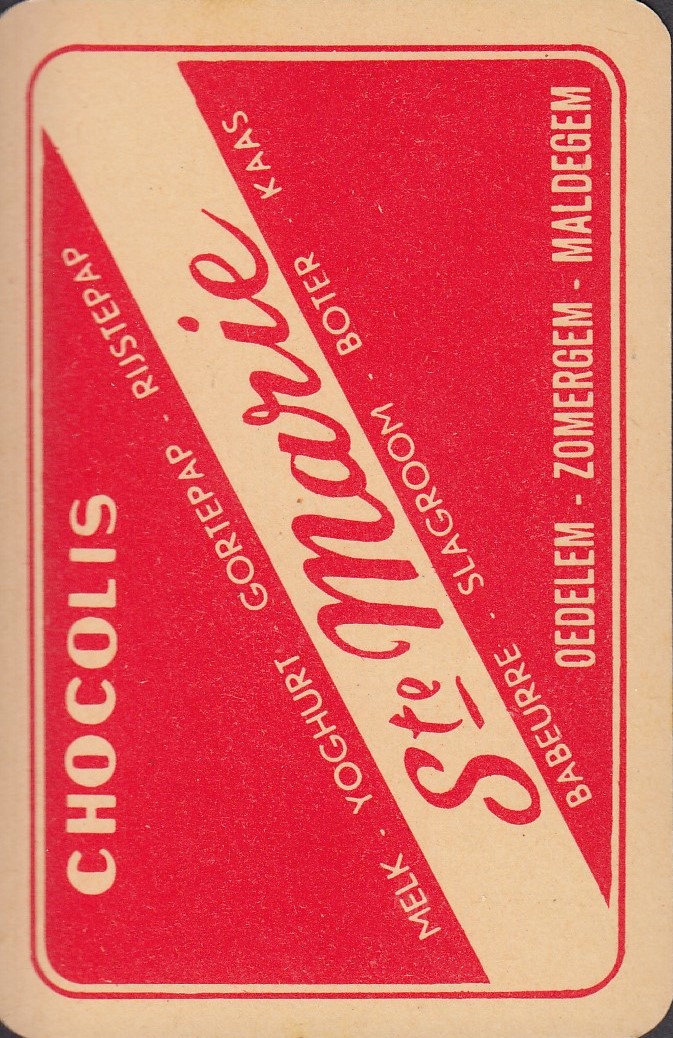 CHOCOLIS
MELK - YOGHURT - GORTEPAP - RIJSTEPAP
Ste Marie
BABEURRE - SLAGROOM - BOTER - KAAS
OEDELEM - ZOMERGEM - MALDEGEM